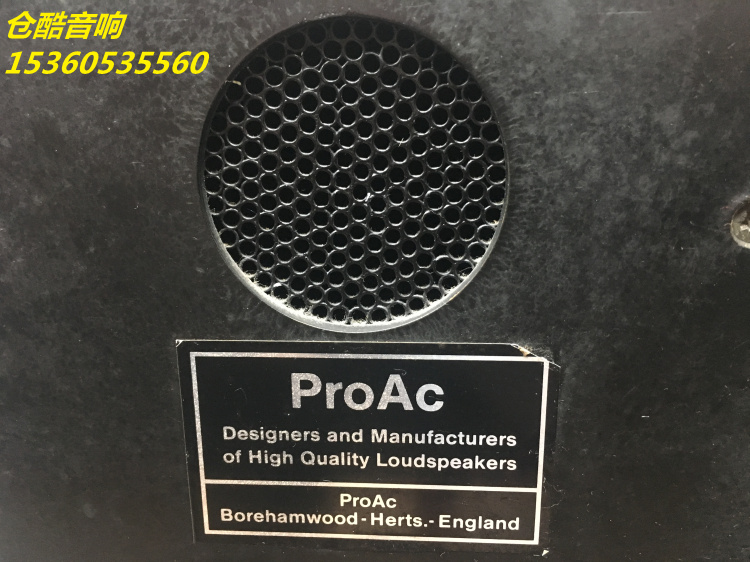 仓酷音响
15360535560
ProAc
Designers and Manufacturers
of High Quality Loudspeakers
ProAc
Borehamwood-Herts.-England